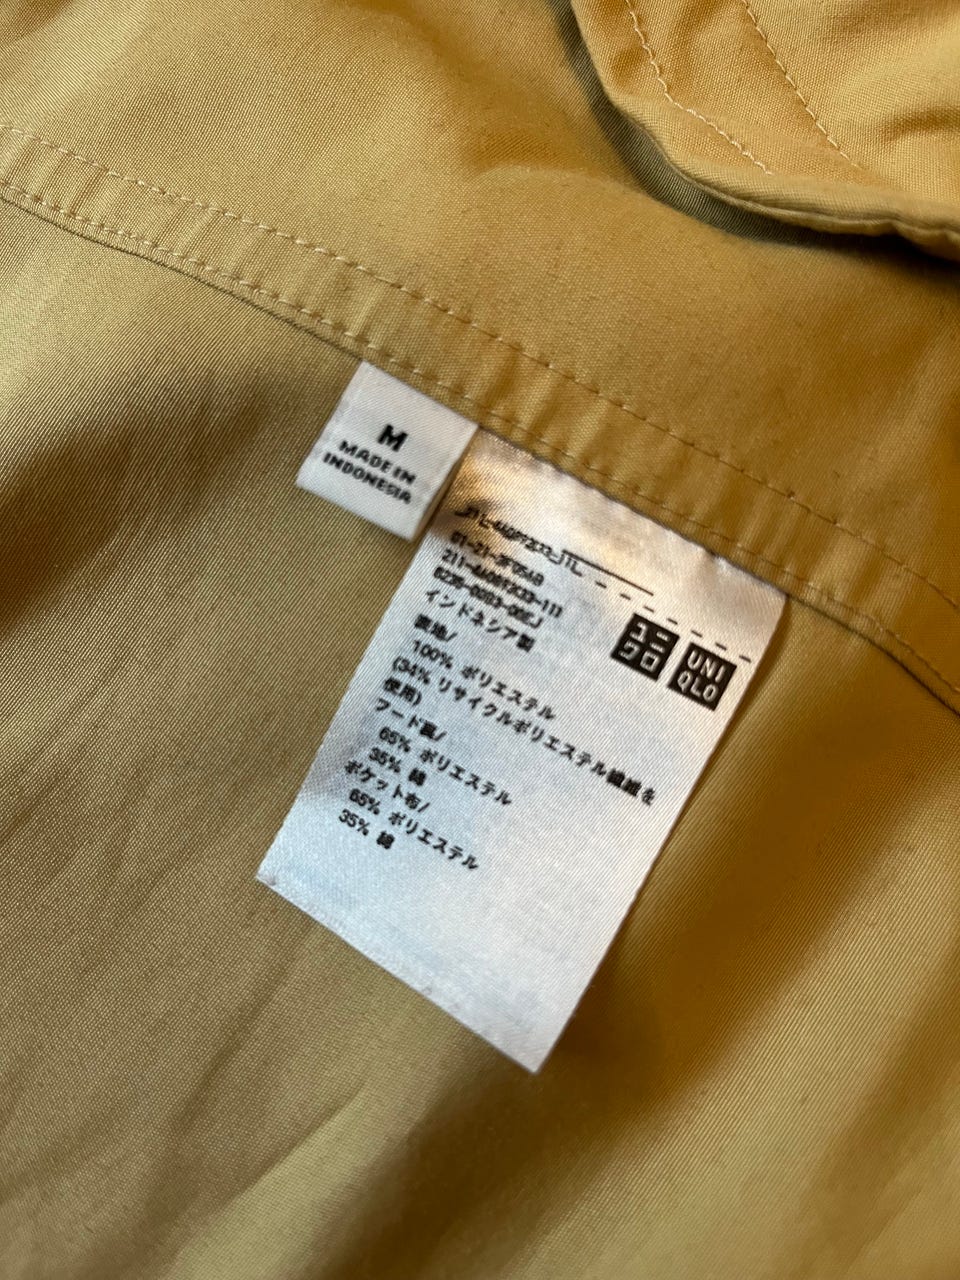 M
MADE IN
INDONESIA
インドネシア製
ユニ
クロ
UNI
QLO
表地/
100% ポリエステル
(34% リサイクルポリエステル繊維を
使用)
フード裏/
65% ポリエステル
35% 綿
ポケット布/
65% ポリエステル
35% 綿